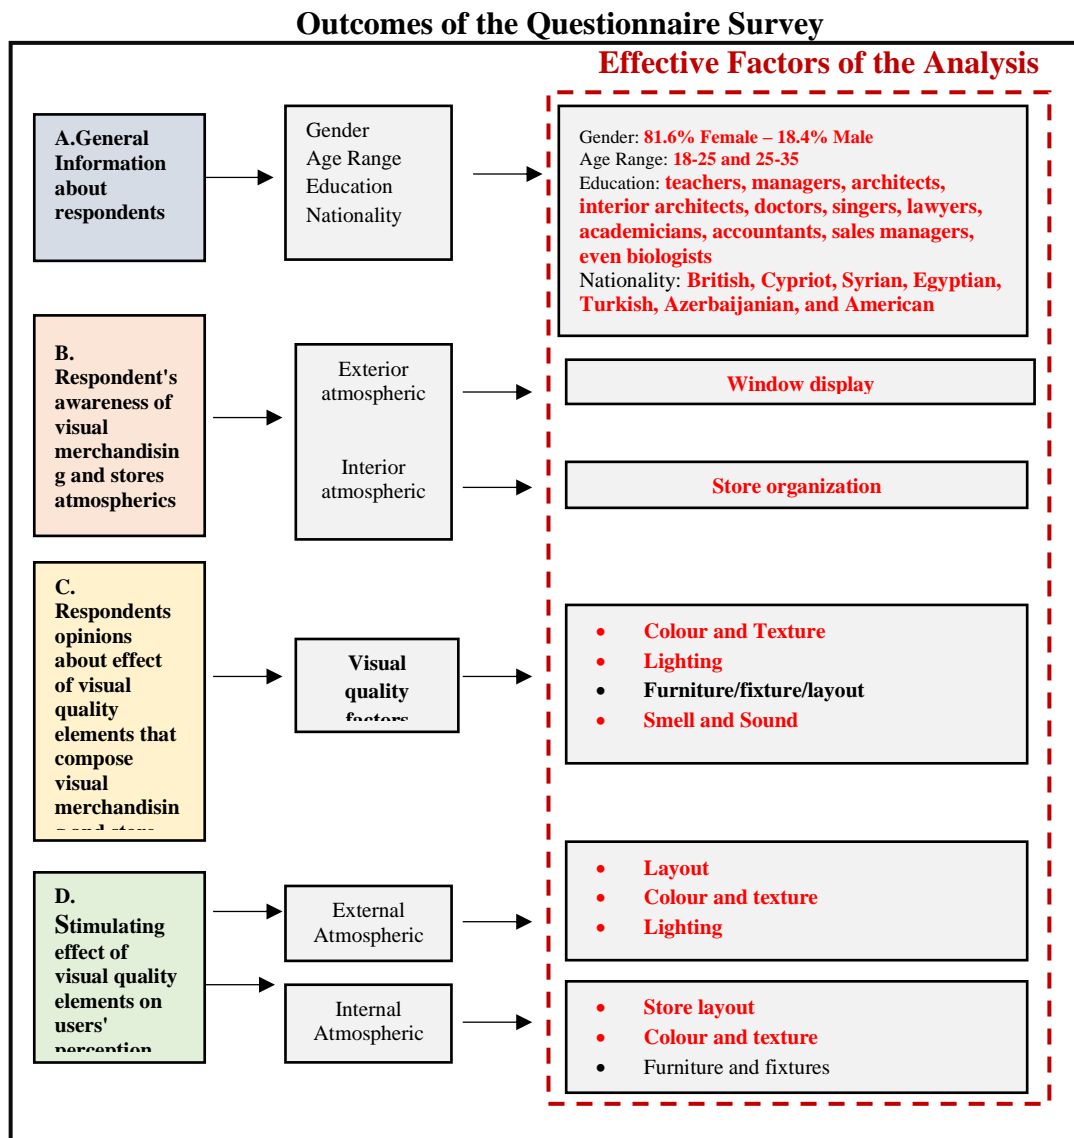 Outcomes of the Questionnaire Survey
Effective Factors of the Analysis
A.General
Information
about
respondents
Gender
Age Range
Education
Nationality
Gender: 81.6% Female – 18.4% Male
Age Range: 18-25 and 25-35
Education: teachers, managers, architects,
interior architects, doctors, singers, lawyers,
academicians, accountants, sales managers,
even biologists
Nationality: British, Cypriot, Syrian, Egyptian,
Turkish, Azerbaijanian, and American
B.
Respondent's
awareness of
visual
merchandisin
g and stores
atmospherics
Exterior
atmospheric
Interior
atmospheric
Window display
Store organization
C.
Respondents
opinions
about effect
of visual
quality
elements that
compose
visual
merchandisin
g and store
Visual
quality
factors
• Colour and Texture
• Lighting
• Furniture/fixture/layout
• Smell and Sound
D.
Stimulating
effect of
visual quality
elements on
users'
perception
External
Atmospheric
Internal
Atmospheric
• Layout
• Colour and texture
• Lighting
• Store layout
• Colour and texture
• Furniture and fixtures